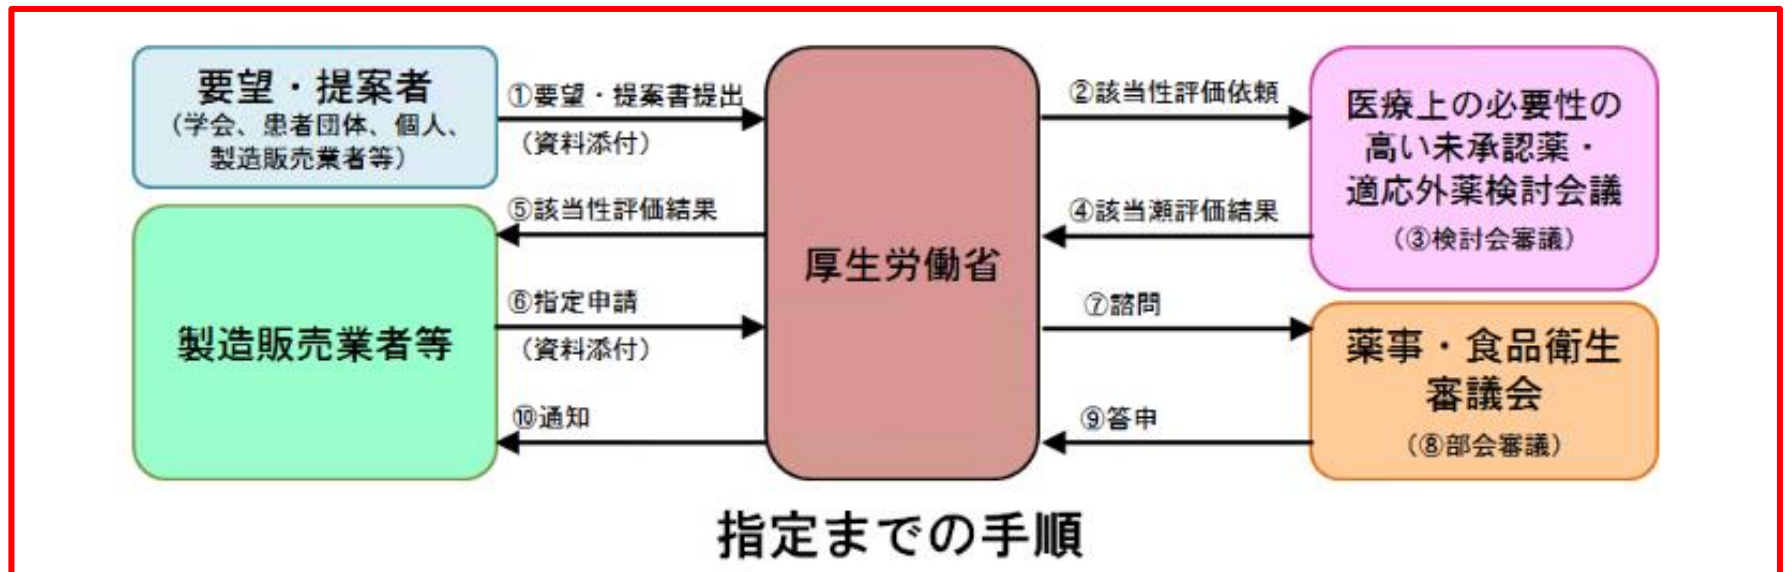 要望・提案者
（学会、患者団体、個人、
製造販売業者等）
①要望・提案書提出
（資料添付）
②該当性評価依頼
医療上の必要性の
高い未承認薬・
適応外薬検討会議
（③検討会審議）
④該当瀬評価結果
⑤該当性評価結果
厚生労働省
製造販売業者等
⑥指定申請
（資料添付）
⑦諮問
薬事・食品衛生
審議会
（⑧部会審議）
⑨答申
⑩通知
指定までの手順